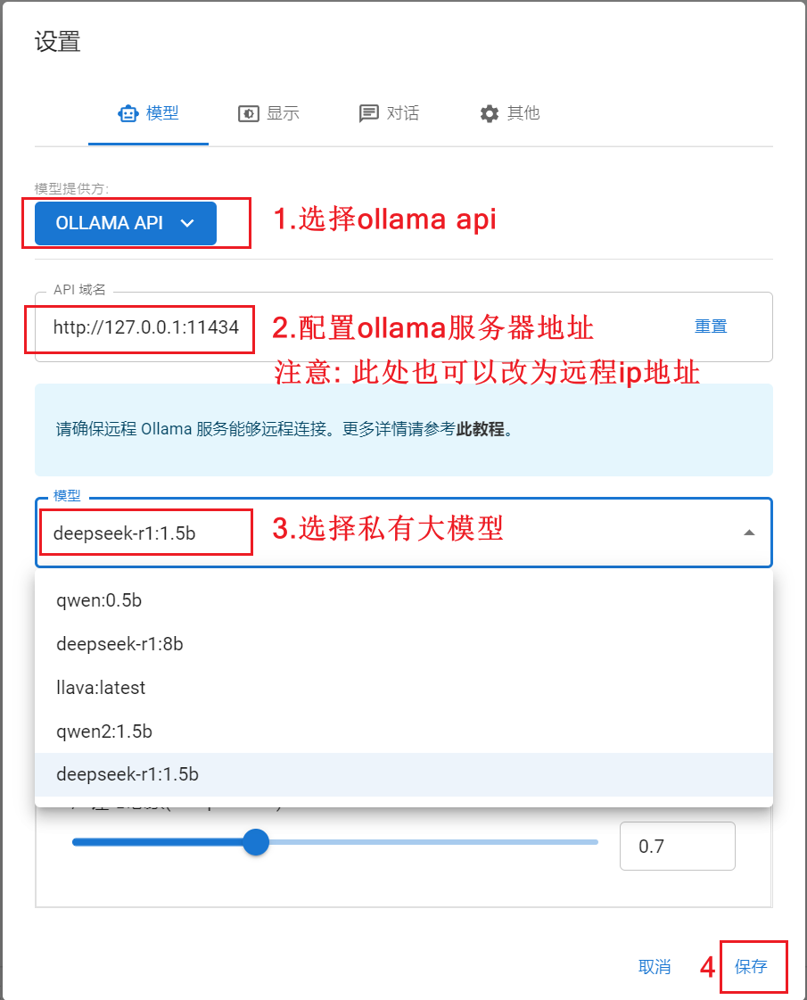 设置
模型 显示 对话 其他
模型提供方:
OLLAMA API 1.选择ollama api
API 域名
http://127.0.0.1:11434 2.配置ollama服务器地址 重置
注意: 此处也可以改为远程ip地址
请确保远程 Ollama 服务能够远程连接。更多详情请参考此教程。
模型
deepseek-r1:1.5b 3.选择私有大模型
qwen:0.5b
deepseek-r1:8b
llava:latest
qwen2:1.5b
deepseek-r1:1.5b
0.7
取消 4 保存